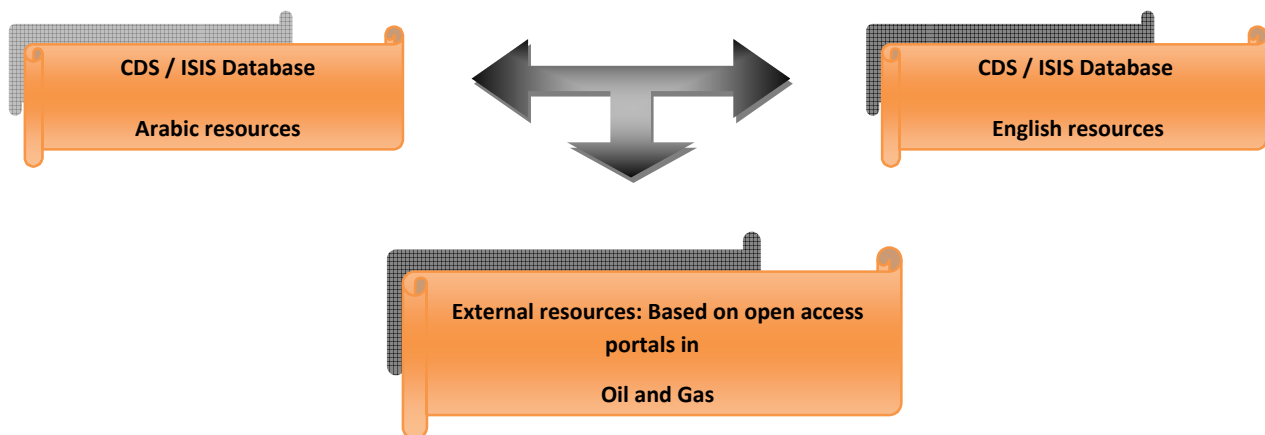 CDS / ISIS Database
Arabic resources
CDS / ISIS Database
English resources
External resources: Based on open access
portals in
Oil and Gas